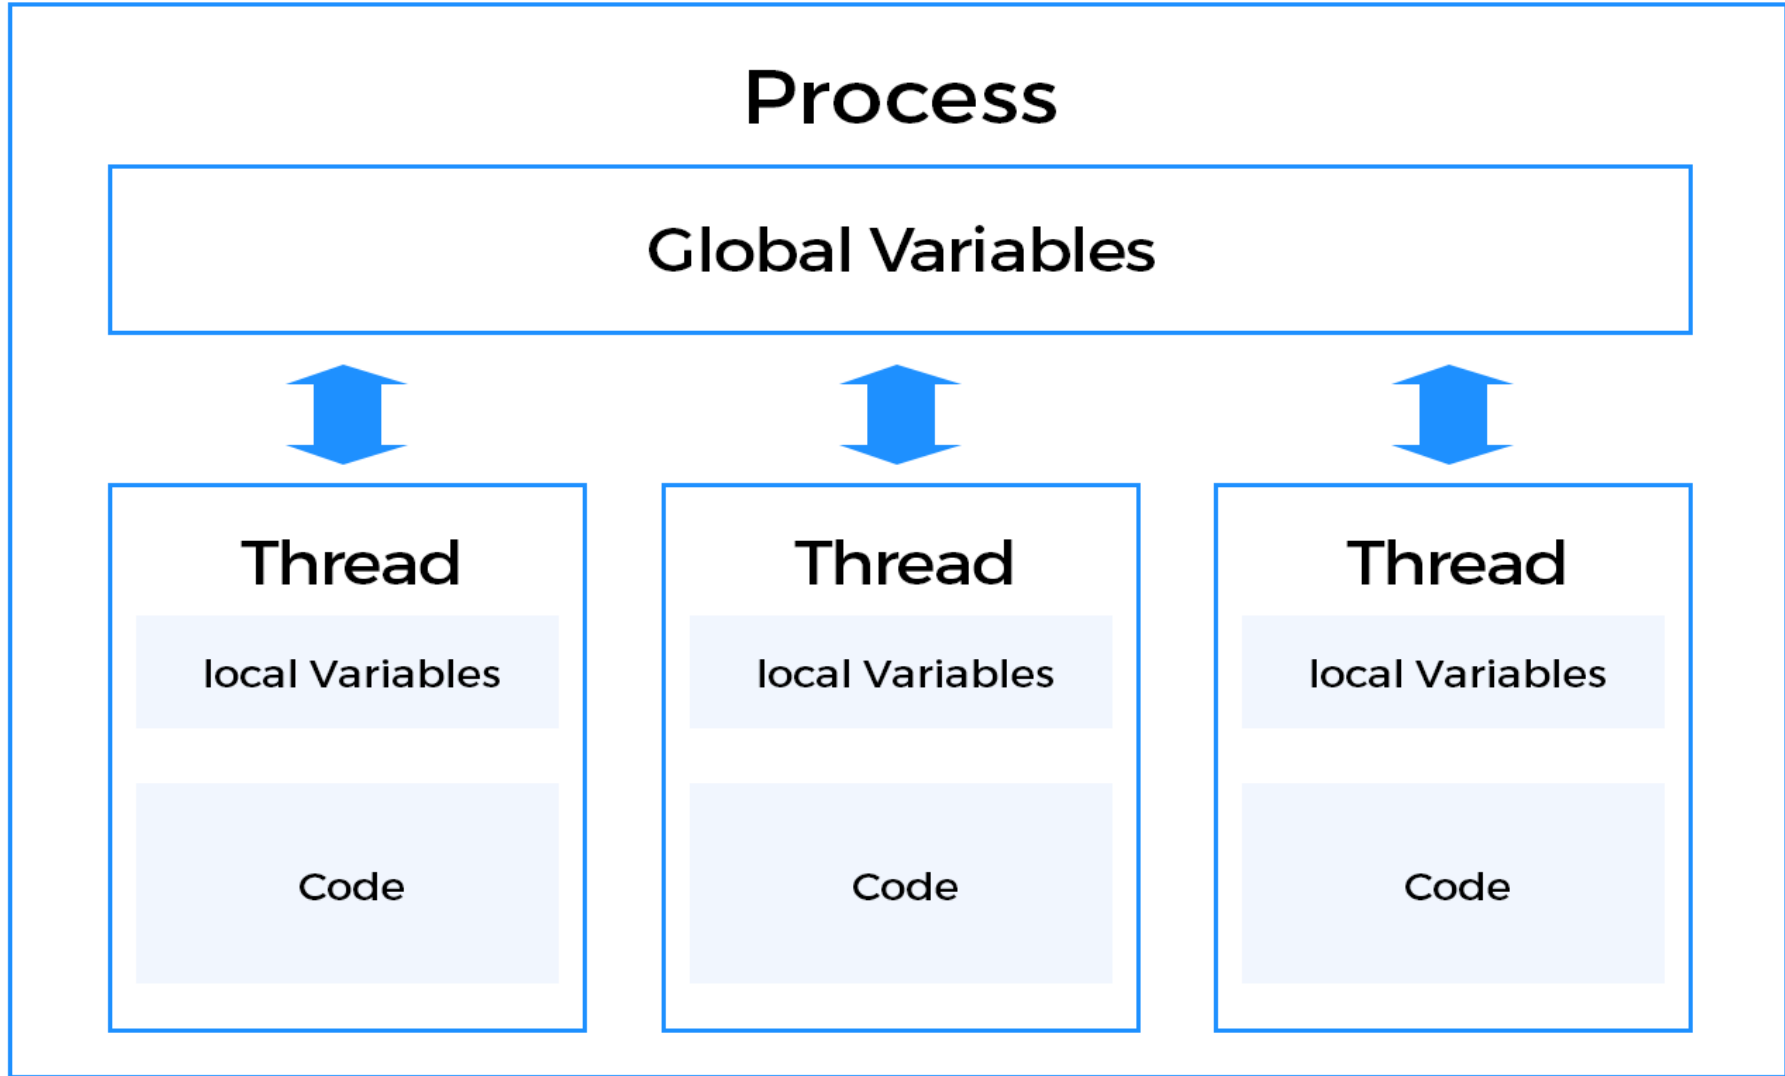 Process
Global Variables
Thread
local Variables
Code
Thread
local Variables
Code
Thread
local Variables
Code